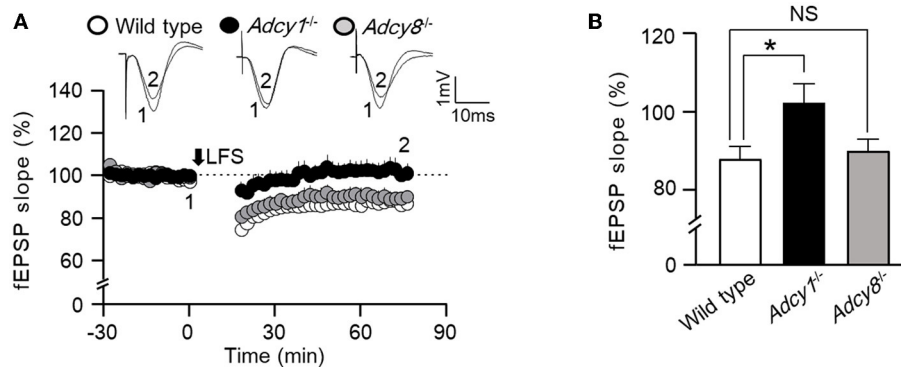 A
Wild type Adcy1-/- Adcy8-/-
2
1
2
1
2
1
1mV
10ms
fEPSP slope (%)
140
120
100
80
60
0
LFS
1
2
-30 0 30 60 90
Time (min)
B
NS
*
fEPSP slope (%)
120
100
80
0
Wild type
Adcy1-/-
Adcy8-/-